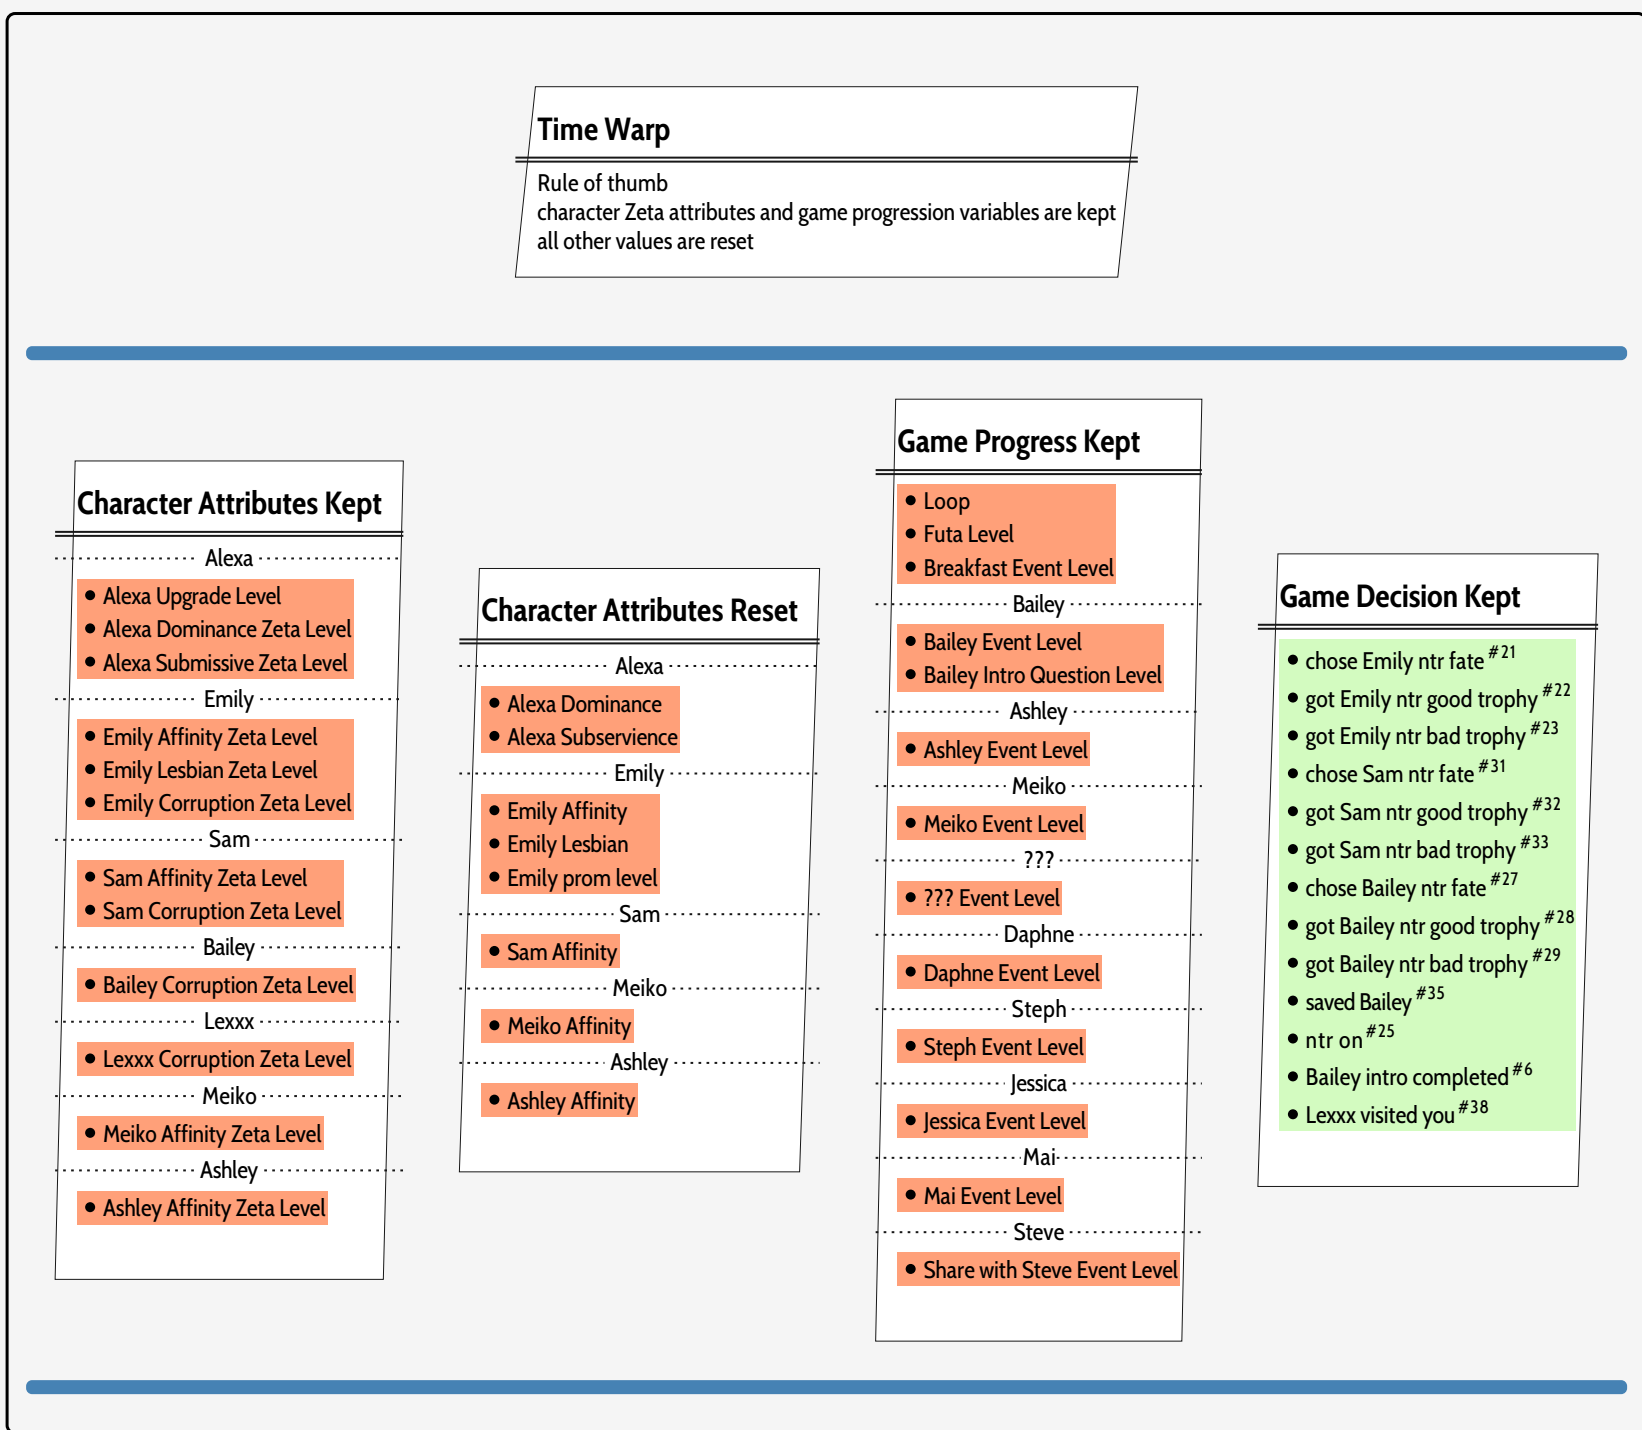 Time Warp
Rule of thumb
character Zeta attributes and game progression variables are kept
all other values are reset
Character Attributes Kept
Alexa
• Alexa Upgrade Level
• Alexa Dominance Zeta Level
• Alexa Submissive Zeta Level
Emily
• Emily Affinity Zeta Level
• Emily Lesbian Zeta Level
• Emily Corruption Zeta Level
Sam
• Sam Affinity Zeta Level
• Sam Corruption Zeta Level
Bailey
• Bailey Corruption Zeta Level
Lexxx
• Lexxx Corruption Zeta Level
Meiko
• Meiko Affinity Zeta Level
Ashley
• Ashley Affinity Zeta Level
Character Attributes Reset
Alexa
• Alexa Dominance
• Alexa Subservience
Emily
• Emily Affinity
• Emily Lesbian
• Emily prom level
Sam
• Sam Affinity
Meiko
• Meiko Affinity
Ashley
• Ashley Affinity
Game Progress Kept
• Loop
• Futa Level
• Breakfast Event Level
Bailey
• Bailey Event Level
• Bailey Intro Question Level
Ashley
• Ashley Event Level
Meiko
• Meiko Event Level
???
• ??? Event Level
Daphne
• Daphne Event Level
Steph
• Steph Event Level
Jessica
• Jessica Event Level
Mai
• Mai Event Level
Steve
• Share with Steve Event Level
Game Decision Kept
• chose Emily ntr fate #21
• got Emily ntr good trophy #22
• got Emily ntr bad trophy #23
• chose Sam ntr fate #31
• got Sam ntr good trophy #32
• got Sam ntr bad trophy #33
• chose Bailey ntr fate #27
• got Bailey ntr good trophy #28
• got Bailey ntr bad trophy #29
• saved Bailey #35
• ntr on #25
• Bailey intro completed #6
• Lexxx visited you #38